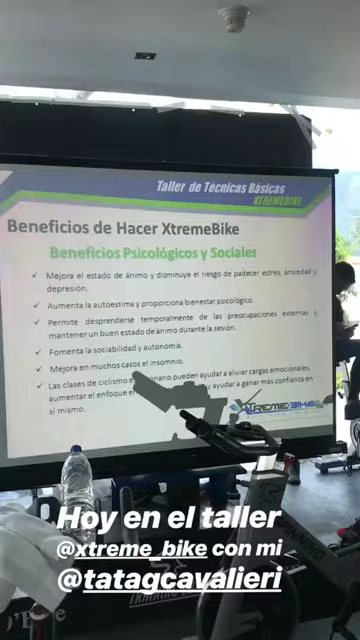 Taller de Técnicas Básicas
XTREMEBIKE
Beneficios de Hacer XtremeBike
Beneficios Psicológicos y Sociales
✓ Mejora el estado de ánimo y disminuye el riesgo de padecer estres, ansiedad y
depresión.
✓ Aumenta la autoestima y proporciona bienestar psicológico.
✓ Permite desprenderse temporalmente de las preocupaciones externas y
mantener un buen estado de ánimo durante la sesión.
✓ Fomenta la sociabilidad y autonomía.
✓ Mejora en muchos casos el insomnio.
✓ Las clases de ciclismo pueden ayudar a aliviar cargas emocionales,
aumentar el enfoque y ayudar a ganar más confianza en
si mismo.
XTREMEBIKE
Hoy en el taller
@xtreme_bike con mi
@tatagcavalieri